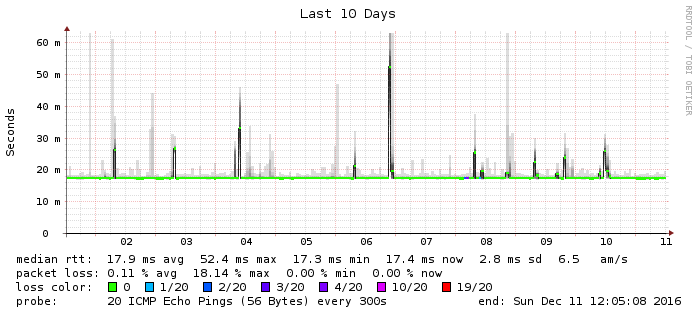 Last 10 Days
RRDTOOL / TOBI OETIKER
Seconds
60 m
50 m
40 m
30 m
20 m
10 m
0
02 03 04 05 06 07 08 09 10 11
median rtt: 17.9 ms avg 52.4 ms max 17.3 ms min 17.4 ms now 2.8 ms sd 6.5 am/s
packet loss: 0.11 % avg 18.14 % max 0.00 % min 0.00 % now
loss color: 0 1/20 2/20 3/20 4/20 10/20 19/20
probe: 20 ICMP Echo Pings (56 Bytes) every 300s end: Sun Dec 11 12:05:08 2016